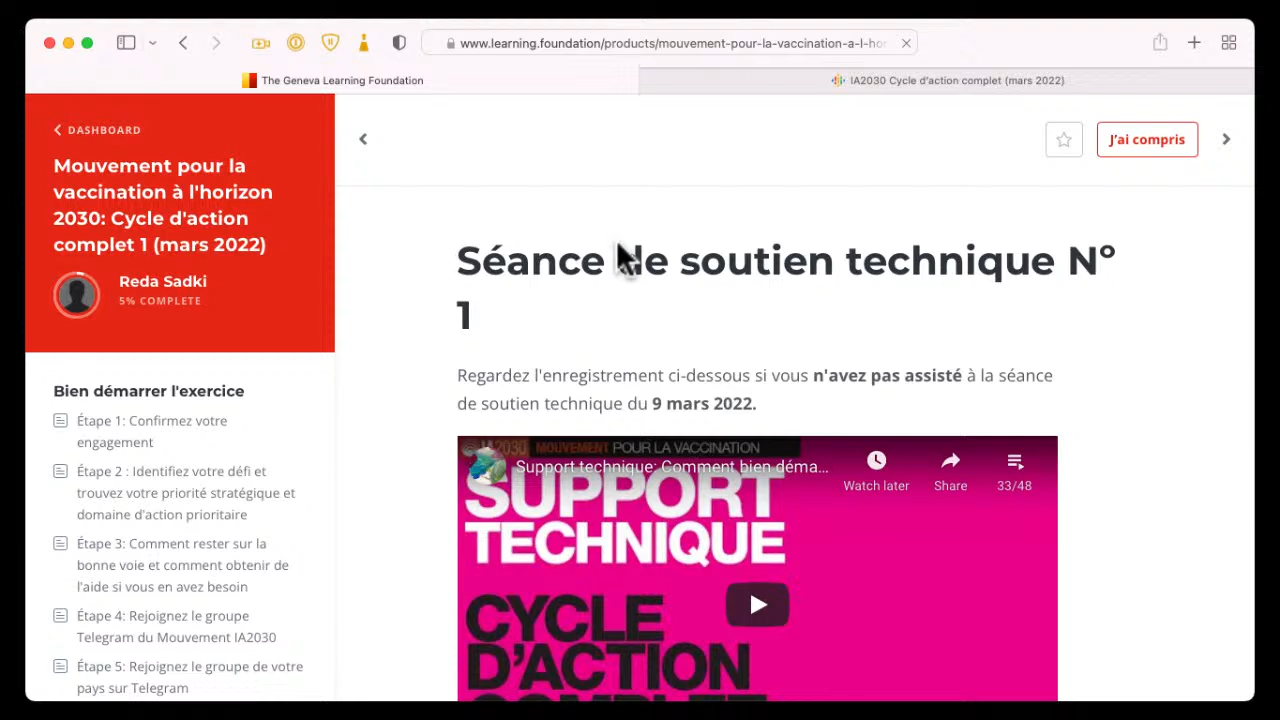 www.learning.foundation/products/mouvement-pour-la-vaccination-a-l-hor
The Geneva Learning Foundation
IA2030 Cycle d'action complet (mars 2022)
DASHBOARD
Mouvement pour la
vaccination à l'horizon
2030: Cycle d'action
complet 1 (mars 2022)
Reda Sadki
5% COMPLETE
Bien démarrer l'exercice
Étape 1: Confirmez votre
engagement
Étape 2 : Identifiez votre défi et
trouvez votre priorité stratégique et
domaine d'action prioritaire
Étape 3: Comment rester sur la
bonne voie et comment obtenir de
l'aide si vous en avez besoin
Étape 4: Rejoignez le groupe
Telegram du Mouvement IA2030
Étape 5: Rejoignez le groupe de votre
pays sur Telegram
J'ai compris
Séance de soutien technique Nº
1
Regardez l'enregistrement ci-dessous si vous n'avez pas assisté à la séance
de soutien technique du 9 mars 2022.
IA2030 MOUVEMENT POUR LA VACCINATION
Support technique: Comment bien déma...
Watch later
Share
33/48
SUPPORT
TECHNIQUE
CYCLE
D'ACTION
COMPLET